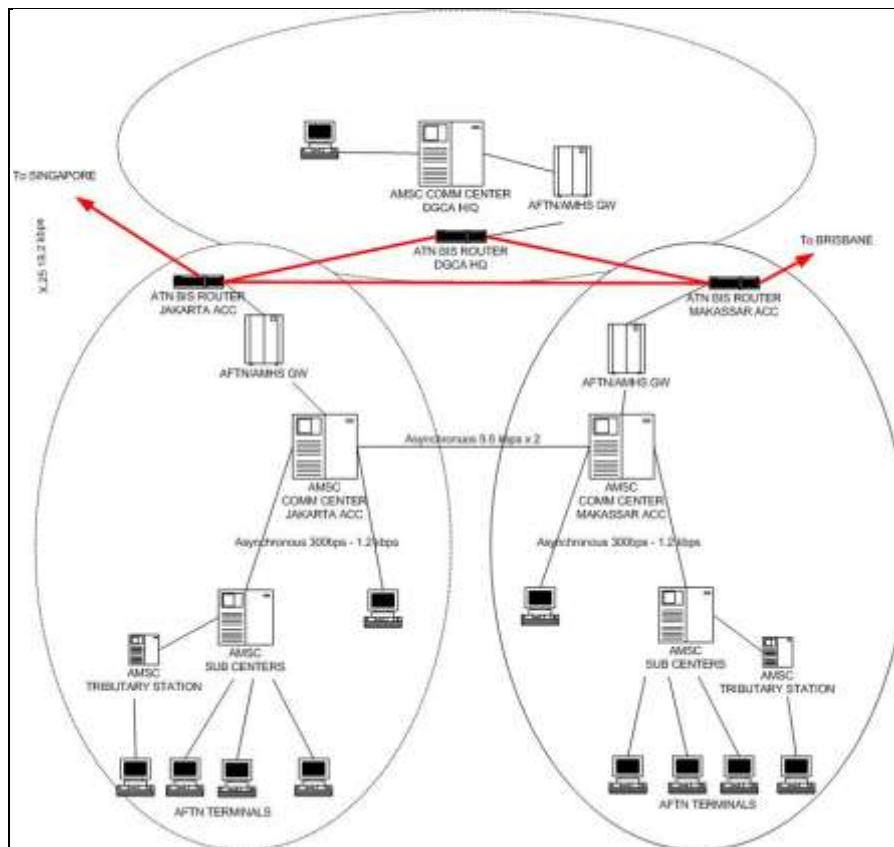 AMSC COMM CENTER
DGCA H/Q
AFTN/AMHS GW
To SINGAPORE
X.25 19.2 kbps
ATN BIS ROUTER
DGCA HQ
To BRISBANE
ATN BIS ROUTER
JAKARTA ACC
ATN BIS ROUTER
MAKASSAR ACC
AFTN/AMHS GW
AFTN/AMHS GW
Asynchronuos 9.6 kbps x 2
AMSC
COMM CENTER
JAKARTA ACC
AMSC
COMM CENTER
MAKASSAR ACC
Asynchronous 300bps - 1.2 kbps
Asynchronous 300bps - 1.2 kbps
AMSC
SUB CENTERS
AMSC
TRIBUTARY STATION
AMSC
SUB CENTERS
AMSC
TRIBUTARY STATION
AFTN TERMINALS
AFTN TERMINALS